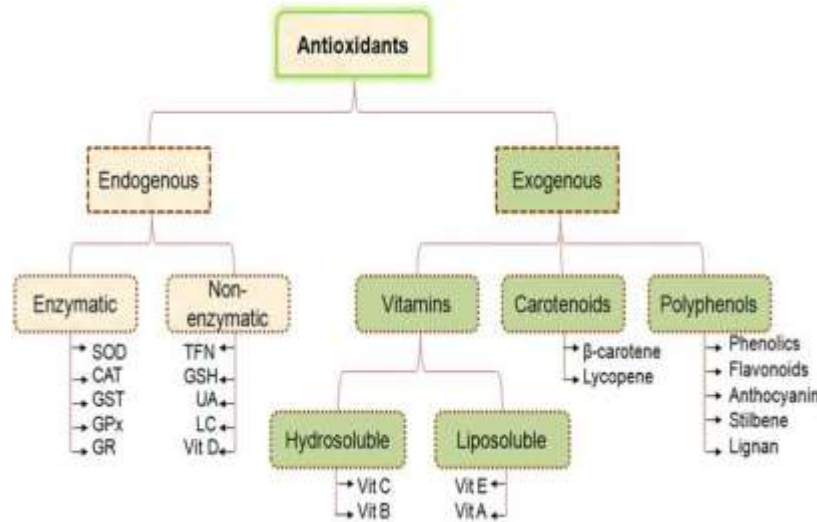 Antioxidants
Endogenous
Exogenous
Enzymatic
Non-
enzymatic
Vitamins
Carotenoids
Polyphenols
SOD
CAT
GST
GPx
GR
TFN
GSH
UA
LC
Vit D
β-carotene
Lycopene
Phenolics
Flavonoids
Anthocyanin
Stilbene
Lignan
Hydrosoluble
Liposoluble
Vit C
Vit B
Vit E
Vit A